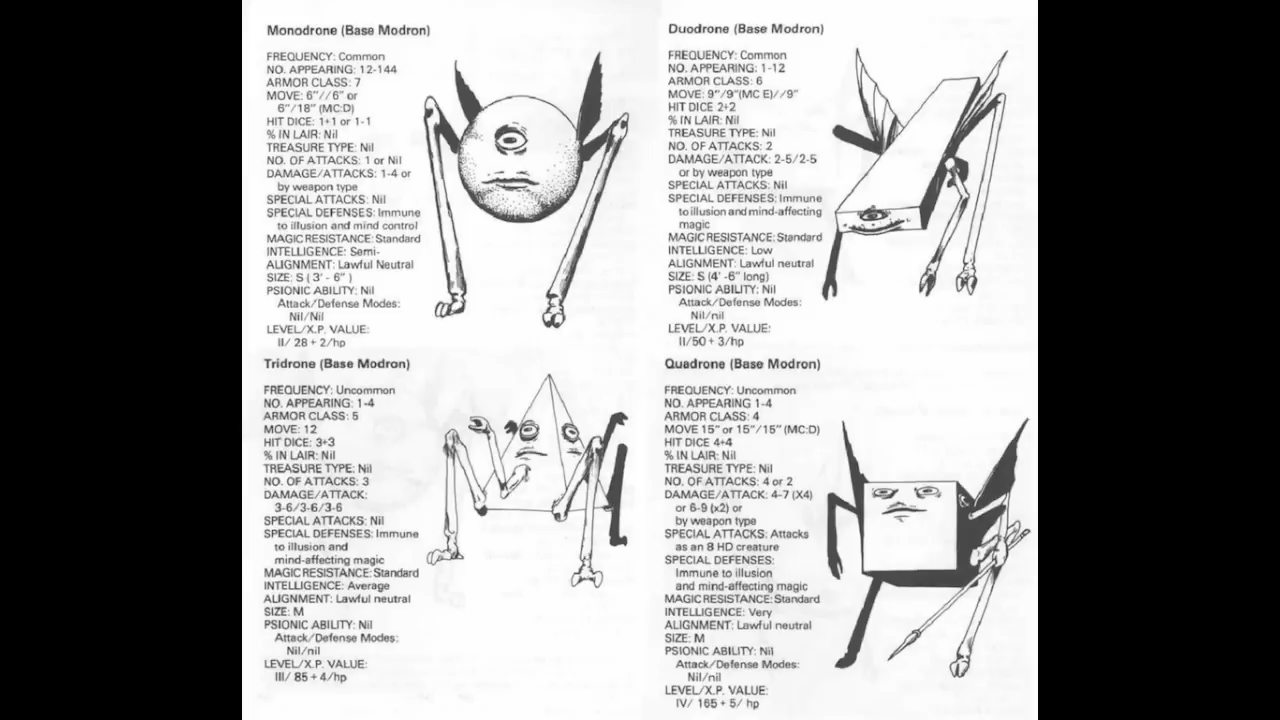 Monodrone (Base Modron)
FREQUENCY: Common
NO. APPEARING: 12-144
ARMOR CLASS: 7
MOVE: 6"//6" or
6"/18" (MC:D)
HIT DICE: 1+1 or 1-1
% IN LAIR: Nil
TREASURE TYPE: Nil
NO. OF ATTACKS: 1 or Nil
DAMAGE/ATTACKS: 1-4 or
by weapon type
SPECIAL ATTACKS: Nil
SPECIAL DEFENSES: Immune
to illusion and mind control
MAGIC RESISTANCE: Standard
INTELLIGENCE: Semi-
ALIGNMENT: Lawful Neutral
SIZE: S ( 3' - 6" )
PSIONIC ABILITY: Nil
Attack/Defense Modes:
Nil/Nil
LEVEL/X.P. VALUE:
II/ 28 + 2/hp
Duodrone (Base Modron)
FREQUENCY: Common
NO. APPEARING: 1-12
ARMOR CLASS: 6
MOVE: 9"/9"(MC E)//9"
HIT DICE 2+2
% IN LAIR: Nil
TREASURE TYPE: Nil
NO. OF ATTACKS: 2
DAMAGE/ATTACK: 2-5/2-5
or by weapon type
SPECIAL ATTACKS: Nil
SPECIAL DEFENSES: Immune
to illusion and mind-affecting
magic
MAGIC RESISTANCE: Standard
INTELLIGENCE: Low
ALIGNMENT: Lawful neutral
SIZE: S (4' -6" long)
PSIONIC ABILITY: Nil
Attack/Defense Modes:
Nil/nil
LEVEL/X.P. VALUE:
II/50 + 3/hp
Tridrone (Base Modron)
FREQUENCY: Uncommon
NO. APPEARING: 1-4
ARMOR CLASS: 5
MOVE: 12
HIT DICE: 3+3
% IN LAIR: Nil
TREASURE TYPE: Nil
NO. OF ATTACKS: 3
DAMAGE/ATTACK:
3-6/3-6/3-6
SPECIAL ATTACKS: Nil
SPECIAL DEFENSES: Immune
to illusion and
mind-affecting magic
MAGIC RESISTANCE: Standard
INTELLIGENCE: Average
ALIGNMENT: Lawful neutral
SIZE: M
PSIONIC ABILITY: Nil
Attack/Defense Modes:
Nil/nil
LEVEL/X.P. VALUE:
III/ 85 + 4/hp
Quadrone (Base Modron)
FREQUENCY: Uncommon
NO. APPEARING 1-4
ARMOR CLASS: 4
MOVE 15" or 15"/15" (MC:D)
HIT DICE 4+4
% IN LAIR: Nil
TREASURE TYPE: Nil
NO. OF ATTACKS: 4 or 2
DAMAGE/ATTACK: 4-7 (X4)
or 6-9 (x2) or
by weapon type
SPECIAL ATTACKS: Attacks
as an 8 HD creature
SPECIAL DEFENSES:
Immune to illusion
and mind-affecting magic
MAGIC RESISTANCE: Standard
INTELLIGENCE: Very
ALIGNMENT: Lawful neutral
SIZE: M
PSIONIC ABILITY: Nil
Attack/Defense Modes:
Nil/nil
LEVEL/X.P. VALUE:
IV/ 165 + 5/ hp